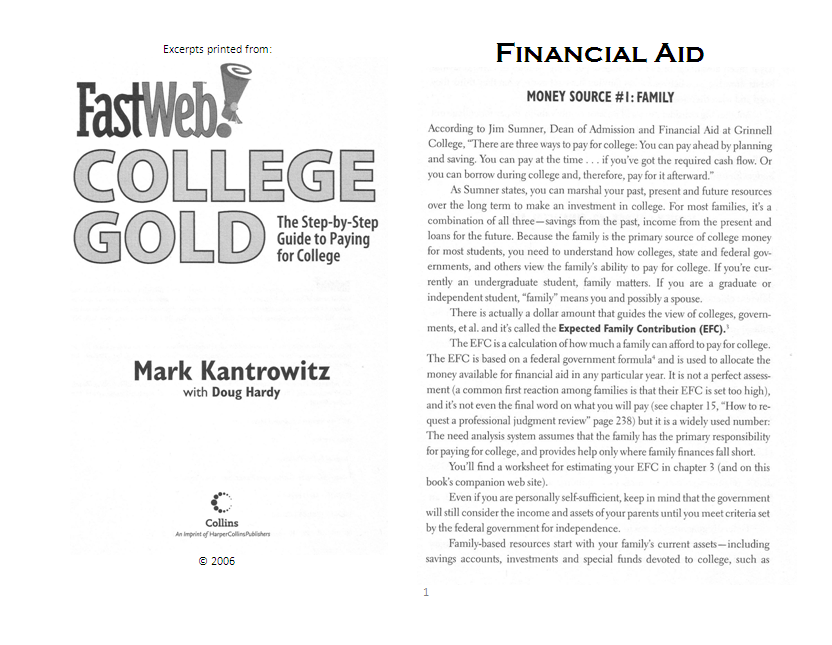 Excerpts printed from:
FastWeb!
COLLEGE
GOLD
The Step-by-Step
Guide to Paying
for College
Mark Kantrowitz
with Doug Hardy
Collins
An Imprint of HarperCollinsPublishers
© 2006
FINANCIAL AID
MONEY SOURCE #1: FAMILY
According to Jim Sumner, Dean of Admission and Financial Aid at Grinnell
College, “There are three ways to pay for college: You can pay ahead by planning
and saving. You can pay at the time . . . if you’ve got the required cash flow. Or
you can borrow during college and, therefore, pay for it afterward.”
As Sumner states, you can marshal your past, present and future resources
over the long term to make an investment in college. For most families, it’s a
combination of all three—savings from the past, income from the present and
loans for the future. Because the family is the primary source of college money
for most students, you need to understand how colleges, state and federal gov-
ernments, and others view the family’s ability to pay for college. If you’re cur-
rently an undergraduate student, family matters. If you are a graduate or
independent student, “family” means you and possibly a spouse.
There is actually a dollar amount that guides the view of colleges, govern-
ments, et al. and it’s called the Expected Family Contribution (EFC).³
The EFC is a calculation of how much a family can afford to pay for college.
The EFC is based on a federal government formula⁴ and is used to allocate the
money available for financial aid in any particular year. It is not a perfect assess-
ment (a common first reaction among families is that their EFC is set too high),
and it’s not even the final word on what you will pay (see chapter 15, “How to re-
quest a professional judgment review” page 238) but it is a widely used number:
The need analysis system assumes that the family has the primary responsibility
for paying for college, and provides help only where family finances fall short.
You’ll find a worksheet for estimating your EFC in chapter 3 (and on this
book’s companion web site).
Even if you are personally self-sufficient, keep in mind that the government
will still consider the income and assets of your parents until you meet criteria set
by the federal government for independence.
Family-based resources start with your family’s current assets—including
savings accounts, investments and special funds devoted to college, such as
1